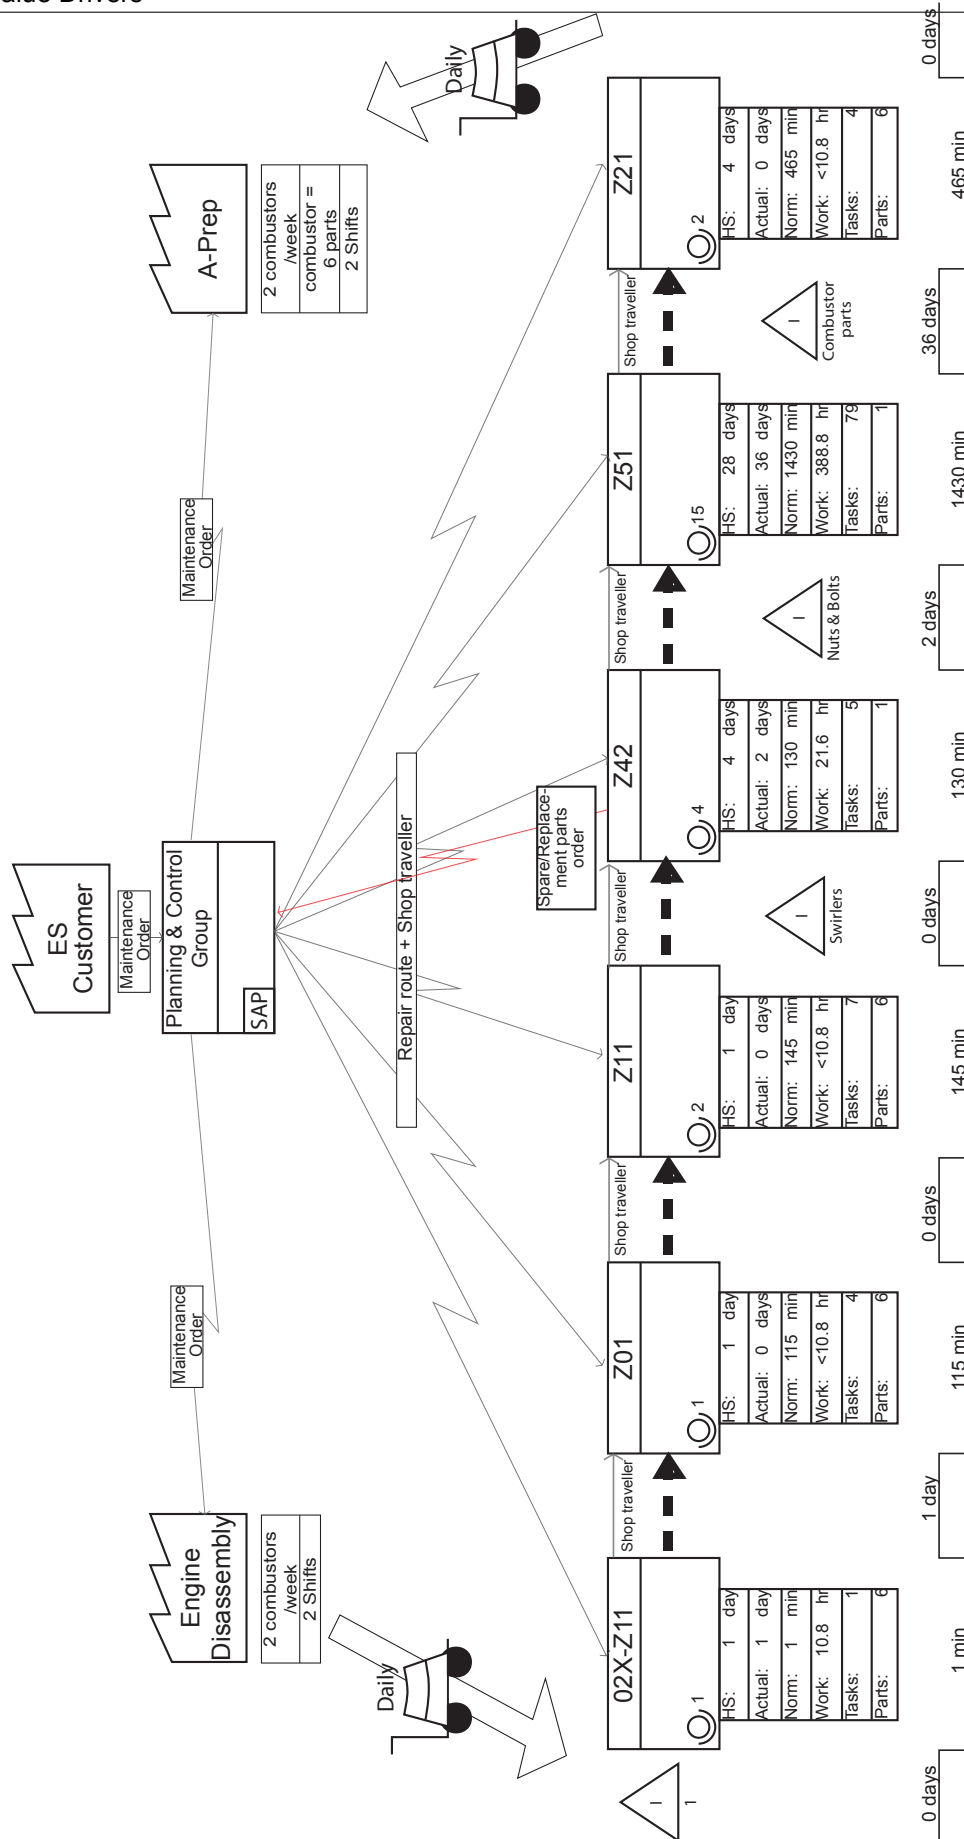 alue Drivers
ES
Customer
Maintenance
Order
Planning & Control
Group
SAP
Engine
Disassembly
2 combustors
/week
2 Shifts
Maintenance
Order
Maintenance
Order
A-Prep
2 combustors
/week
combustor =
6 parts
2 Shifts
Daily
Daily
Repair route + Shop traveller
Spare/Replace-
ment parts
order
I
1
02X-Z11
1
HS: 1 day
Actual: 1 day
Norm: 1 min
Work: 10.8 hr
Tasks: 1
Parts: 6
Shop traveller
Z01
1
HS: 1 day
Actual: 0 days
Norm: 115 min
Work: <10.8 hr
Tasks: 4
Parts: 6
Shop traveller
Z11
2
HS: 1 day
Actual: 0 days
Norm: 145 min
Work: <10.8 hr
Tasks: 7
Parts: 6
Shop traveller
I
Swirlers
Z42
4
HS: 4 days
Actual: 2 days
Norm: 130 min
Work: 21.6 hr
Tasks: 5
Parts: 1
Shop traveller
I
Nuts & Bolts
Z51
15
HS: 28 days
Actual: 36 days
Norm: 1430 min
Work: 388.8 hr
Tasks: 79
Parts: 1
Shop traveller
I
Combustor
parts
Z21
2
HS: 4 days
Actual: 0 days
Norm: 465 min
Work: <10.8 hr
Tasks: 4
Parts: 6
0 days
1 min
1 day
115 min
0 days
145 min
0 days
130 min
2 days
1430 min
36 days
465 min
0 days